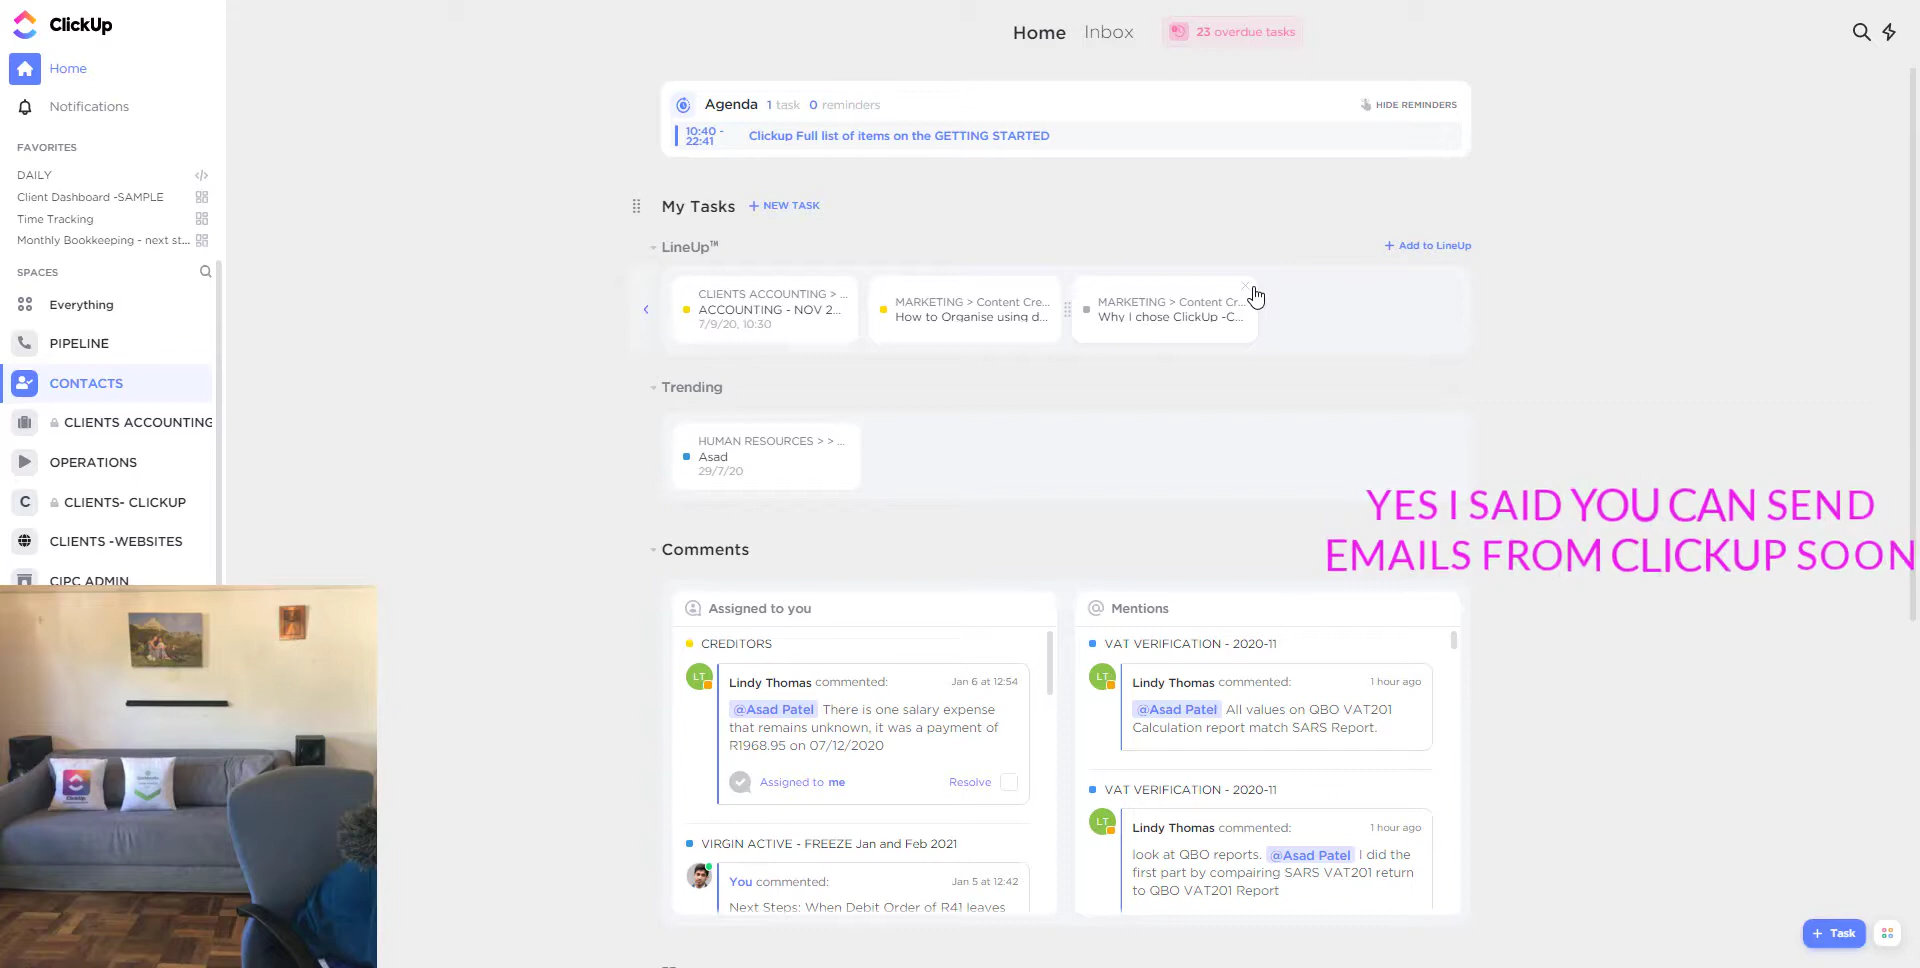 ClickUp
Home
Notifications
FAVORITES
DAILY
Client Dashboard -SAMPLE
Time Tracking
Monthly Bookkeeping - next st...
SPACES
Everything
PIPELINE
CONTACTS
CLIENTS ACCOUNTING
OPERATIONS
C CLIENTS- CLICKUP
CLIENTS -WEBSITES
CIPC ADMIN
Home Inbox 23 overdue tasks
Agenda 1 task 0 reminders HIDE REMINDERS
10:40 -
22:41
Clickup Full list of items on the GETTING STARTED
My Tasks + NEW TASK
LineUp™ + Add to LineUp
CLIENTS ACCOUNTING > ...
ACCOUNTING - NOV 2...
7/9/20, 10:30
MARKETING > Content Cre...
How to Organise using d...
MARKETING > Content Cr...
Why I chose ClickUp -C...
Trending
HUMAN RESOURCES > > ...
Asad
29/7/20
YES I SAID YOU CAN SEND
EMAILS FROM CLICKUP SOON
Comments
Assigned to you
CREDITORS
LT
Lindy Thomas commented: Jan 6 at 12:54
@Asad Patel There is one salary expense
that remains unknown, it was a payment of
R1968.95 on 07/12/2020
Assigned to me Resolve
VIRGIN ACTIVE - FREEZE Jan and Feb 2021
You commented: Jan 5 at 12:42
Next Steps: When Debit Order of R41 leaves
@ Mentions
VAT VERIFICATION - 2020-11
LT
Lindy Thomas commented: 1 hour ago
@Asad Patel All values on QBO VAT201
Calculation report match SARS Report.
VAT VERIFICATION - 2020-11
LT
Lindy Thomas commented: 1 hour ago
look at QBO reports. @Asad Patel I did the
first part by compairing SARS VAT201 return
to QBO VAT201 Report
+ Task
ClickUp